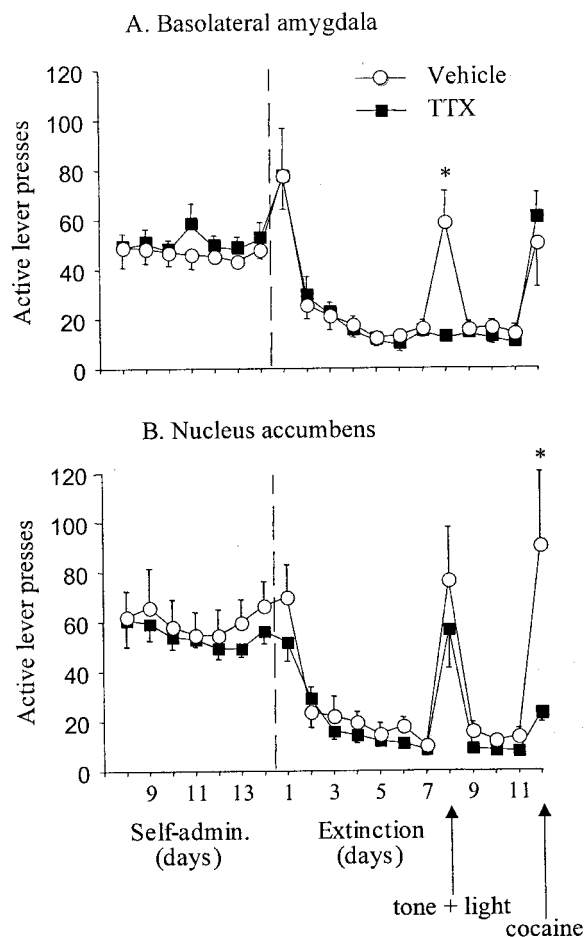 A. Basolateral amygdala
Vehicle
TTX
Active lever presses
120
100
80
60
40
20
0
*
B. Nucleus accumbens
Active lever presses
120
100
80
60
40
20
0
*
9 11 13 1 3 5 7 9 11
Self-admin. Extinction
(days) (days)
tone + light
cocaine